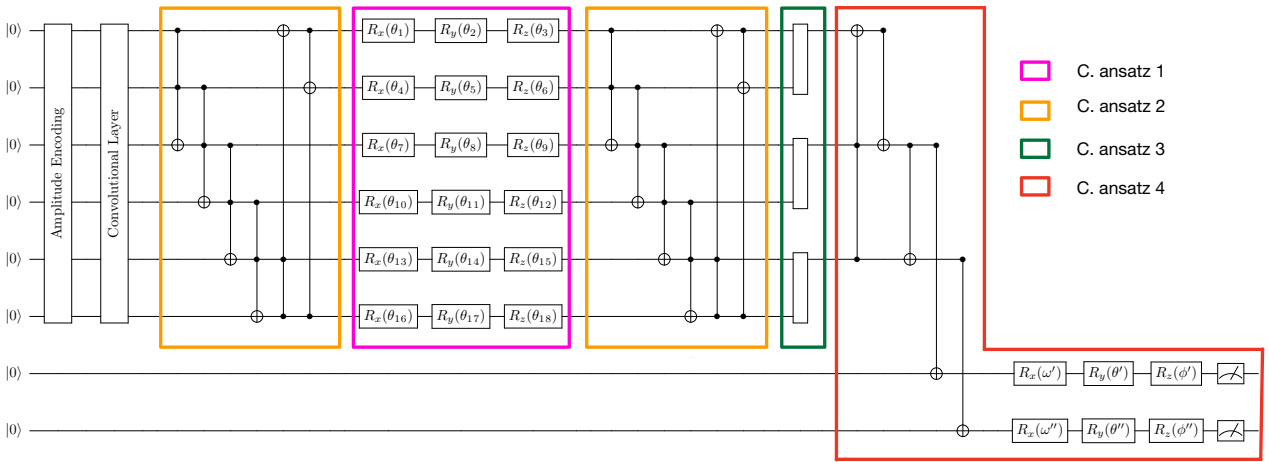 |0⟩ R_x(θ_1) R_y(θ_2) R_z(θ_3)
|0⟩ R_x(θ_4) R_y(θ_5) R_z(θ_6)
|0⟩ R_x(θ_7) R_y(θ_8) R_z(θ_9)
|0⟩ R_x(θ_10) R_y(θ_11) R_z(θ_12)
|0⟩ R_x(θ_13) R_y(θ_14) R_z(θ_15)
|0⟩ R_x(θ_16) R_y(θ_17) R_z(θ_18)
|0⟩ R_x(ω′) R_y(θ′) R_z(ϕ′)
|0⟩ R_x(ω″) R_y(θ″) R_z(ϕ″)
Amplitude Encoding
Convolutional Layer
C. ansatz 1
C. ansatz 2
C. ansatz 3
C. ansatz 4